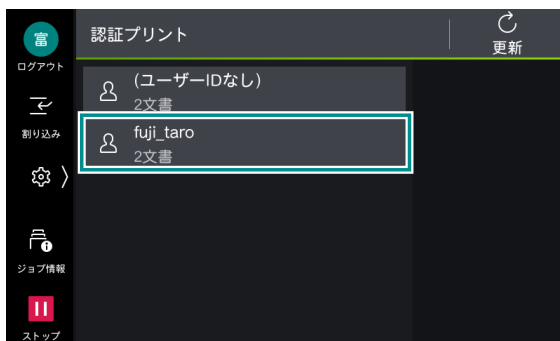 富
ログアウト
割り込み
ジョブ情報
ストップ
認証プリント
更新
(ユーザーIDなし)
2文書
fuji_taro
2文書